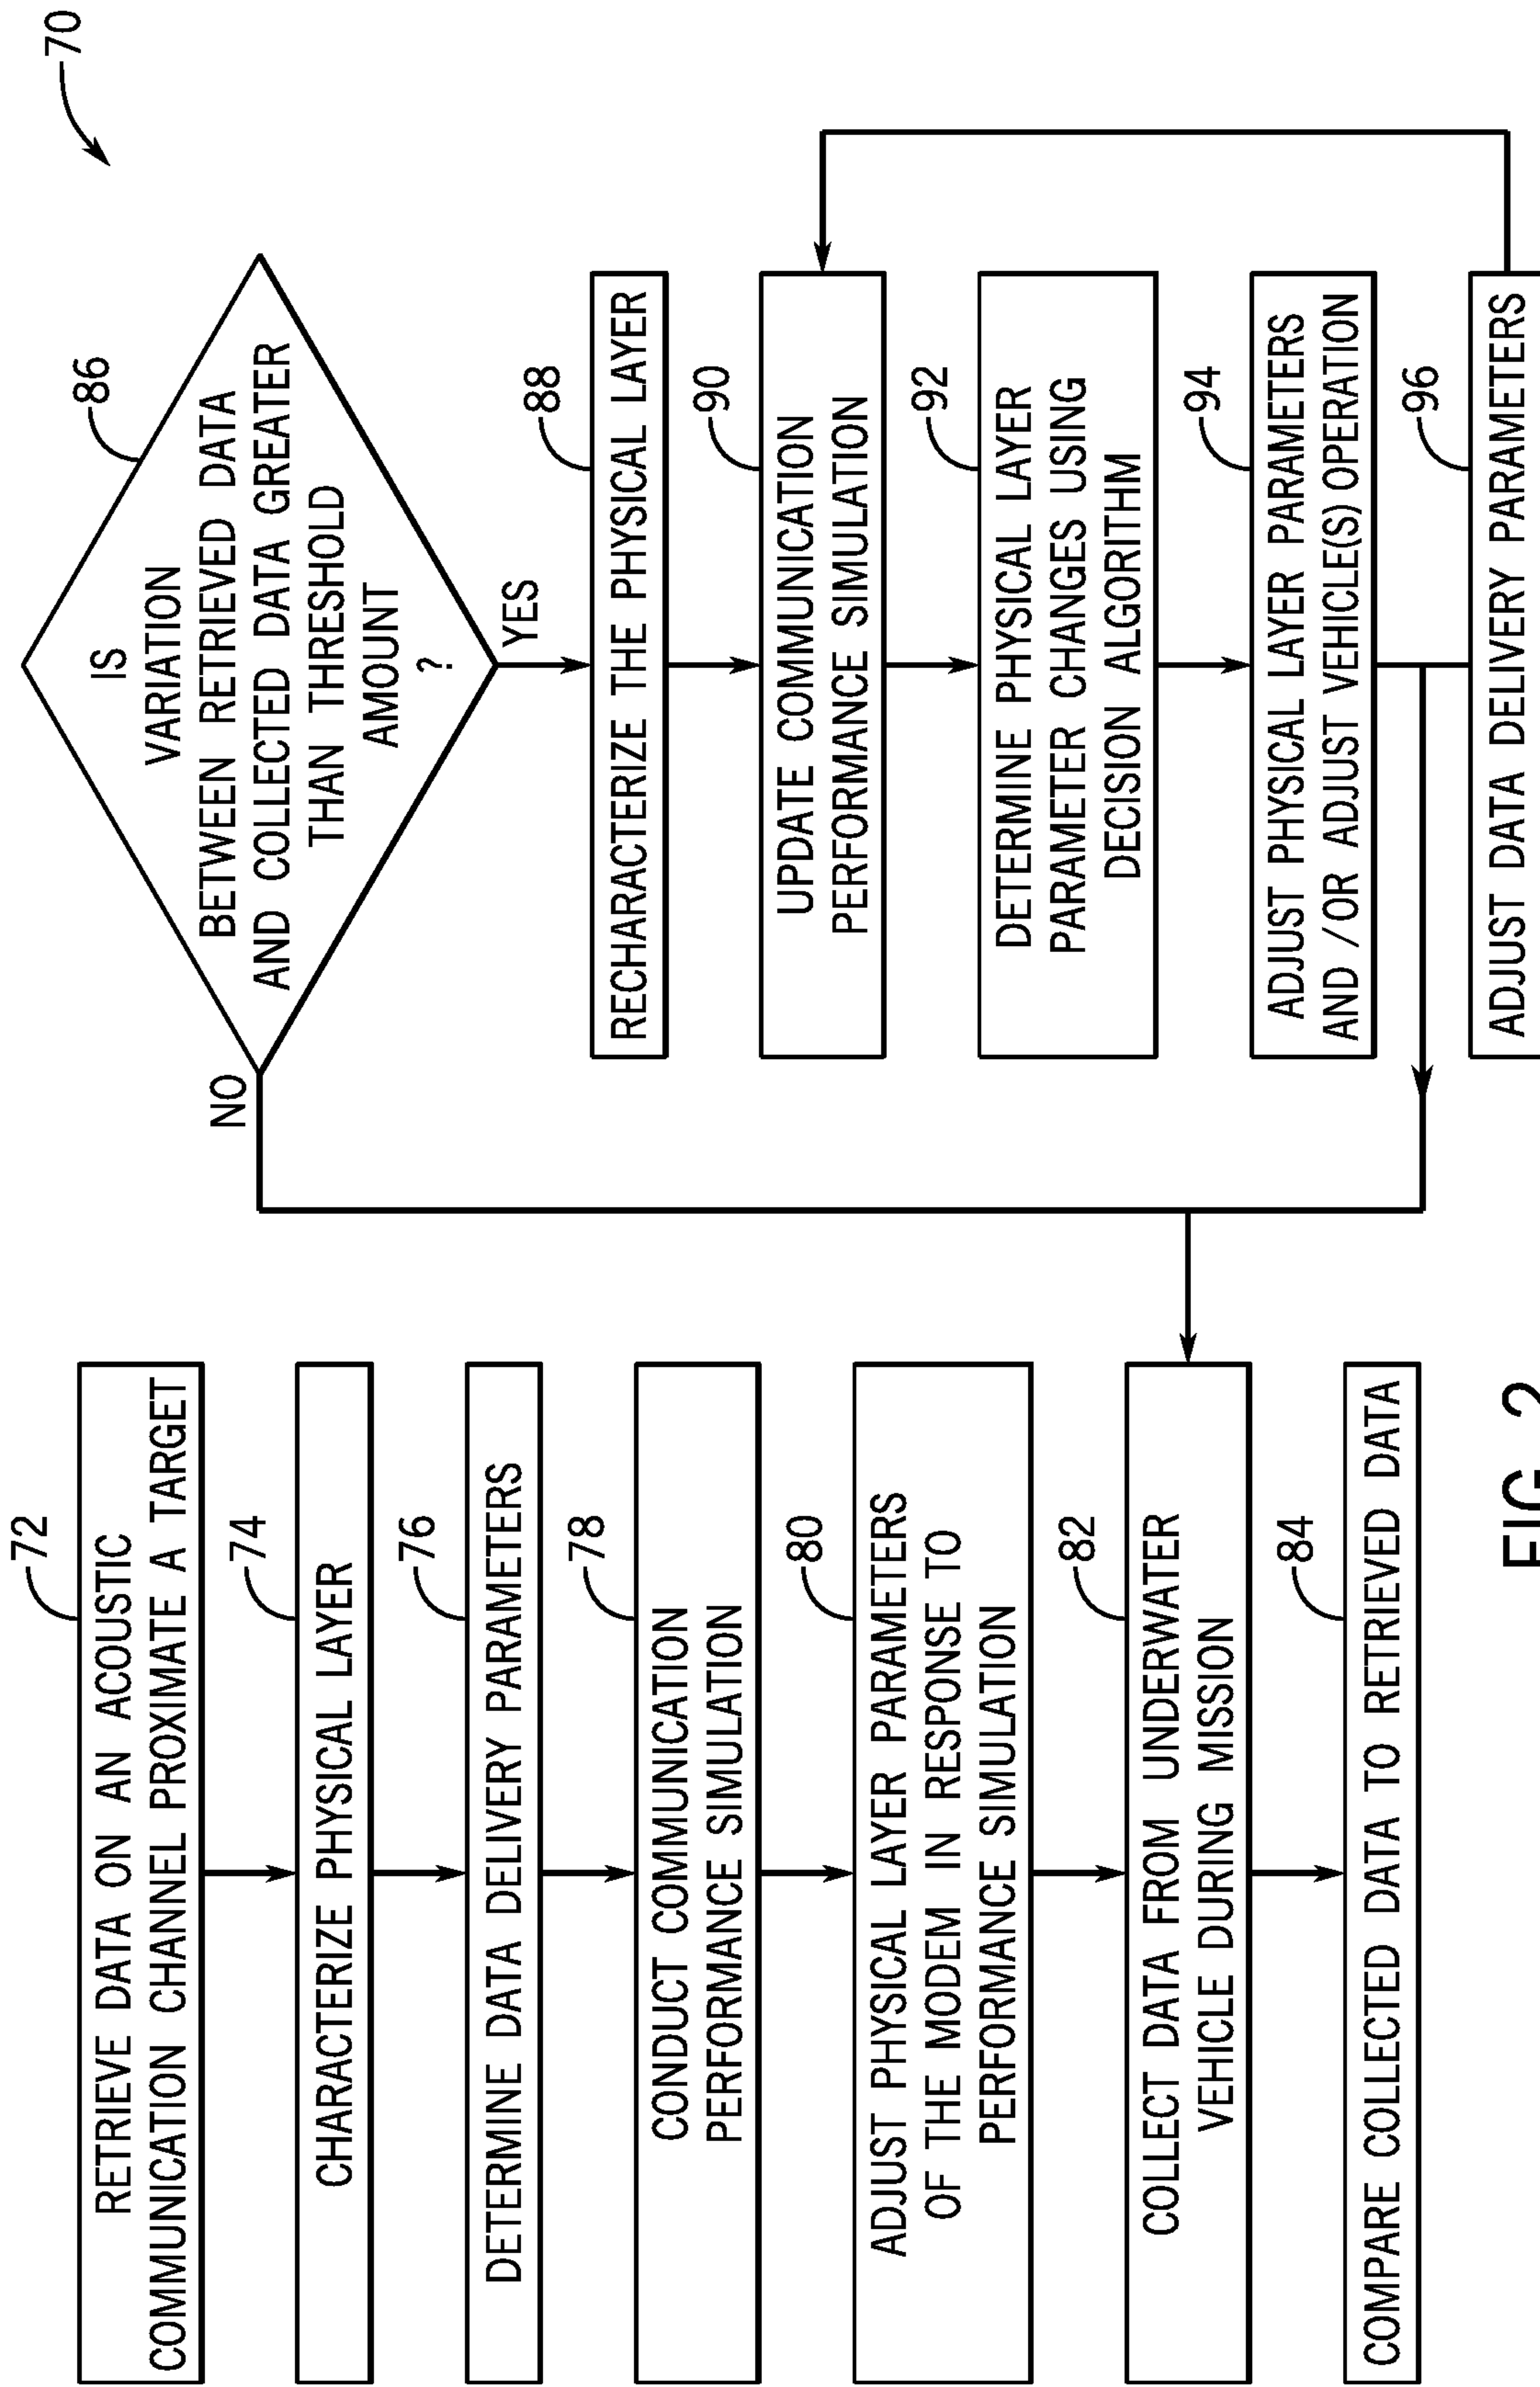 70
72
RETRIEVE DATA ON AN ACOUSTIC
COMMUNICATION CHANNEL PROXIMATE A TARGET
74
CHARACTERIZE PHYSICAL LAYER
76
DETERMINE DATA DELIVERY PARAMETERS
78
CONDUCT COMMUNICATION
PERFORMANCE SIMULATION
80
ADJUST PHYSICAL LAYER PARAMETERS
OF THE MODEM IN RESPONSE TO
PERFORMANCE SIMULATION
82
COLLECT DATA FROM UNDERWATER
VEHICLE DURING MISSION
84
COMPARE COLLECTED DATA TO RETRIEVED DATA
86
IS
VARIATION
BETWEEN RETRIEVED DATA
AND COLLECTED DATA GREATER
THAN THRESHOLD
AMOUNT
?
NO
YES
88
RECHARACTERIZE THE PHYSICAL LAYER
90
UPDATE COMMUNICATION
PERFORMANCE SIMULATION
92
DETERMINE PHYSICAL LAYER
PARAMETER CHANGES USING
DECISION ALGORITHM
94
ADJUST PHYSICAL LAYER PARAMETERS
AND /OR ADJUST VEHICLE(S) OPERATION
96
ADJUST DATA DELIVERY PARAMETERS
FIG. 2